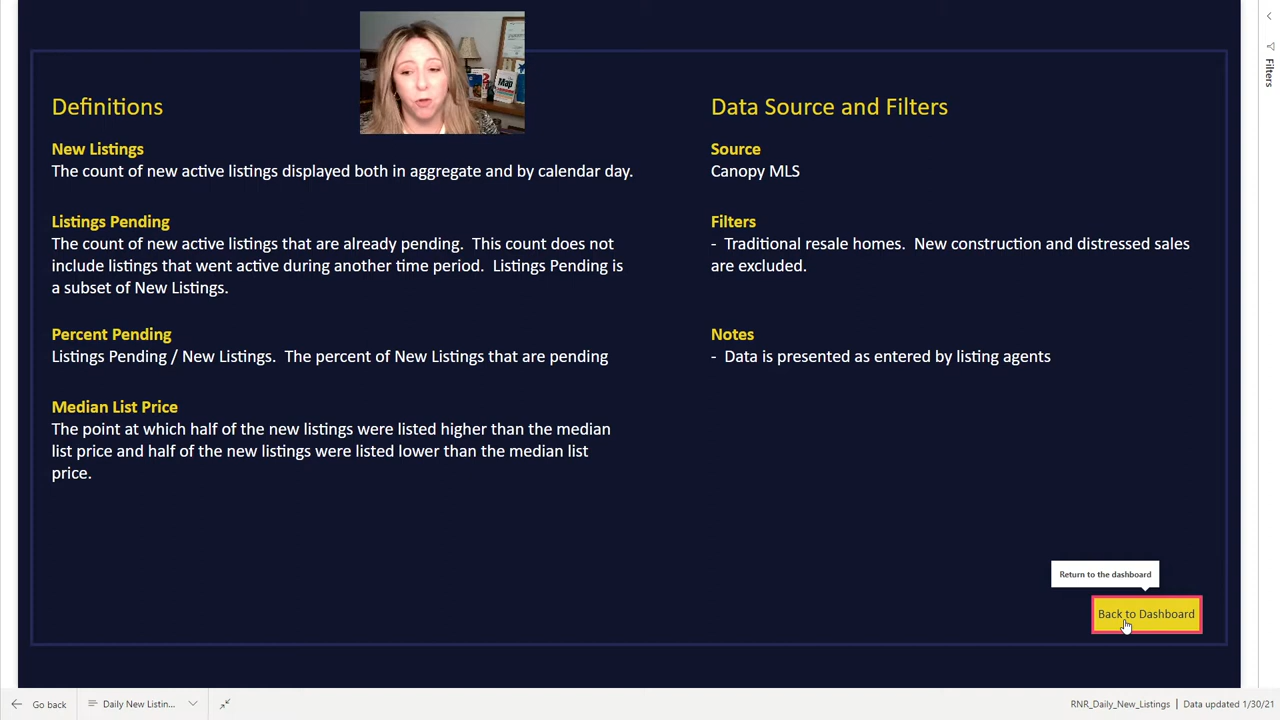 Map
Filters
Definitions
New Listings
The count of new active listings displayed both in aggregate and by calendar day.
Listings Pending
The count of new active listings that are already pending.  This count does not
include listings that went active during another time period.  Listings Pending is
a subset of New Listings.
Percent Pending
Listings Pending / New Listings.  The percent of New Listings that are pending
Median List Price
The point at which half of the new listings were listed higher than the median
list price and half of the new listings were listed lower than the median list
price.
Data Source and Filters
Source
Canopy MLS
Filters
-  Traditional resale homes.  New construction and distressed sales
are excluded.
Notes
-  Data is presented as entered by listing agents
Return to the dashboard
Back to Dashboard
Go back
Daily New Listin...
RNR_Daily_New_Listings
Data updated 1/30/21